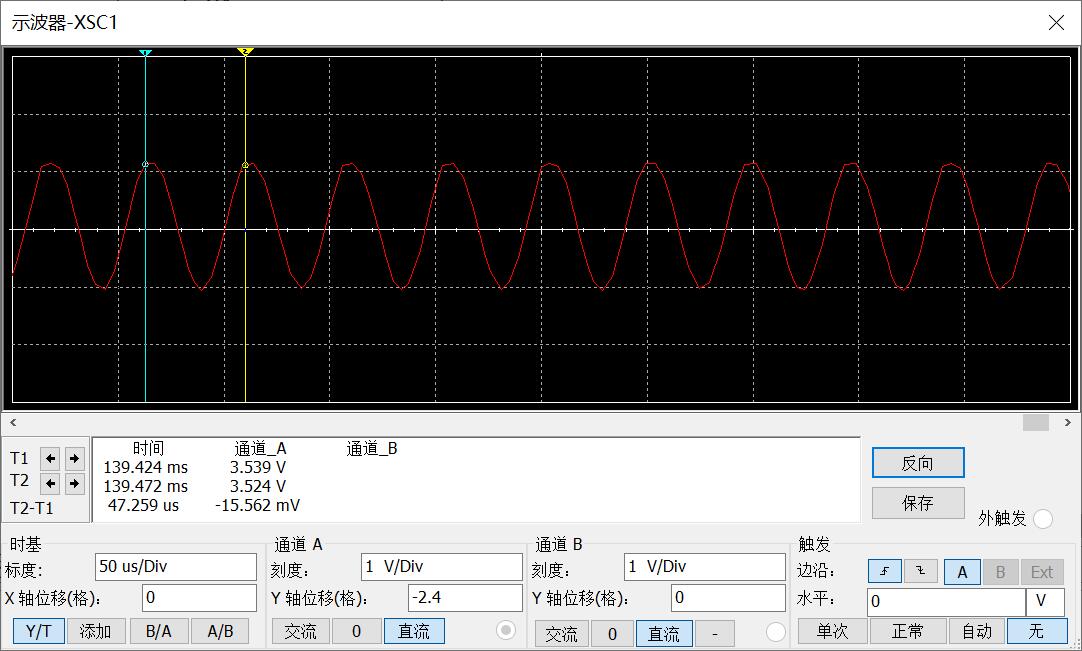 示波器-XSC1
1
2
时间 通道_A 通道_B
T1 139.424 ms 3.539 V
T2 139.472 ms 3.524 V
T2-T1 47.259 us -15.562 mV
反向
保存
外触发
时基
标度: 50 us/Div
X 轴位移(格): 0
Y/T 添加 B/A A/B
通道 A
刻度: 1 V/Div
Y 轴位移(格): -2.4
交流 0 直流
通道 B
刻度: 1 V/Div
Y 轴位移(格): 0
交流 0 直流 -
触发
边沿: A B Ext
水平: 0 V
单次 正常 自动 无